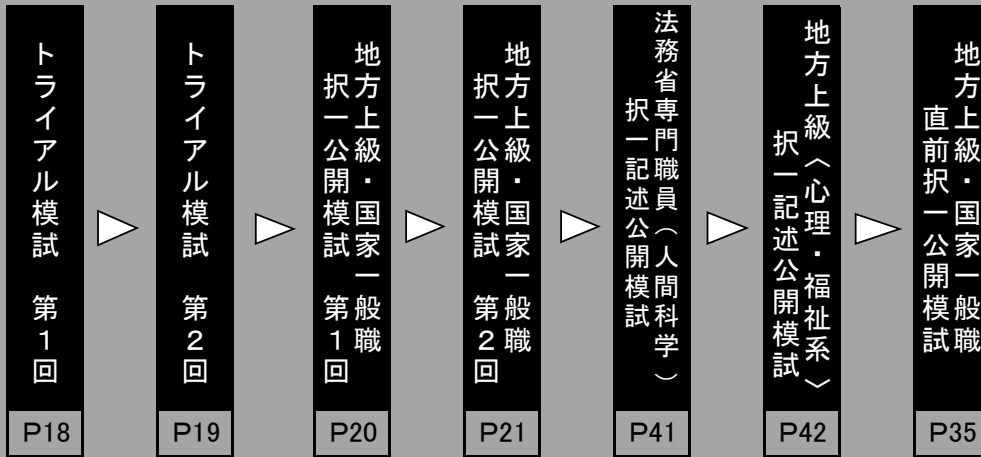 トライアル模試　第1回
P18
トライアル模試　第2回
P19
地方上級・国家一般職
択一公開模試　第1回
P20
地方上級・国家一般職
択一公開模試　第2回
P21
法務省専門職員（人間科学）
択一記述公開模試
P41
地方上級〈心理・福祉系〉
択一記述公開模試
P42
地方上級・国家一般職
直前択一公開模試
P35